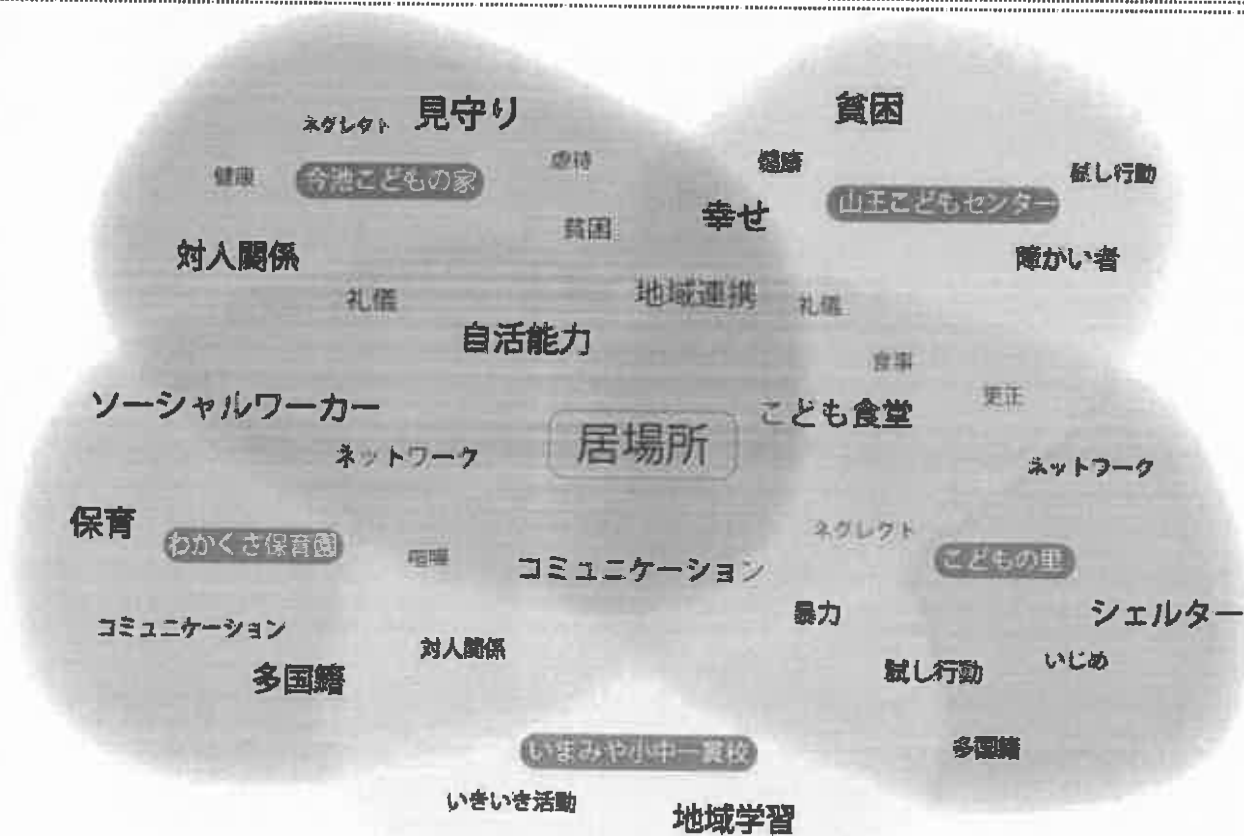 見守り
貧困
ネグレクト
虐待
健康
健康
今池こどもの家
試し行動
山王こどもセンター
幸せ
貧困
対人関係
障がい者
礼儀
地域連携
礼儀
自活能力
食事
更正
ソーシャルワーカー
こども食堂
居場所
ネットワーク
ネットワーク
保育
わかくさ保育園
喧嘩
ネグレクト
コミュニケーション
こどもの里
暴力
シェルター
コミュニケーション
対人関係
いじめ
試し行動
多国籍
いまみや小中一貫校
多国籍
いきいき活動
地域学習